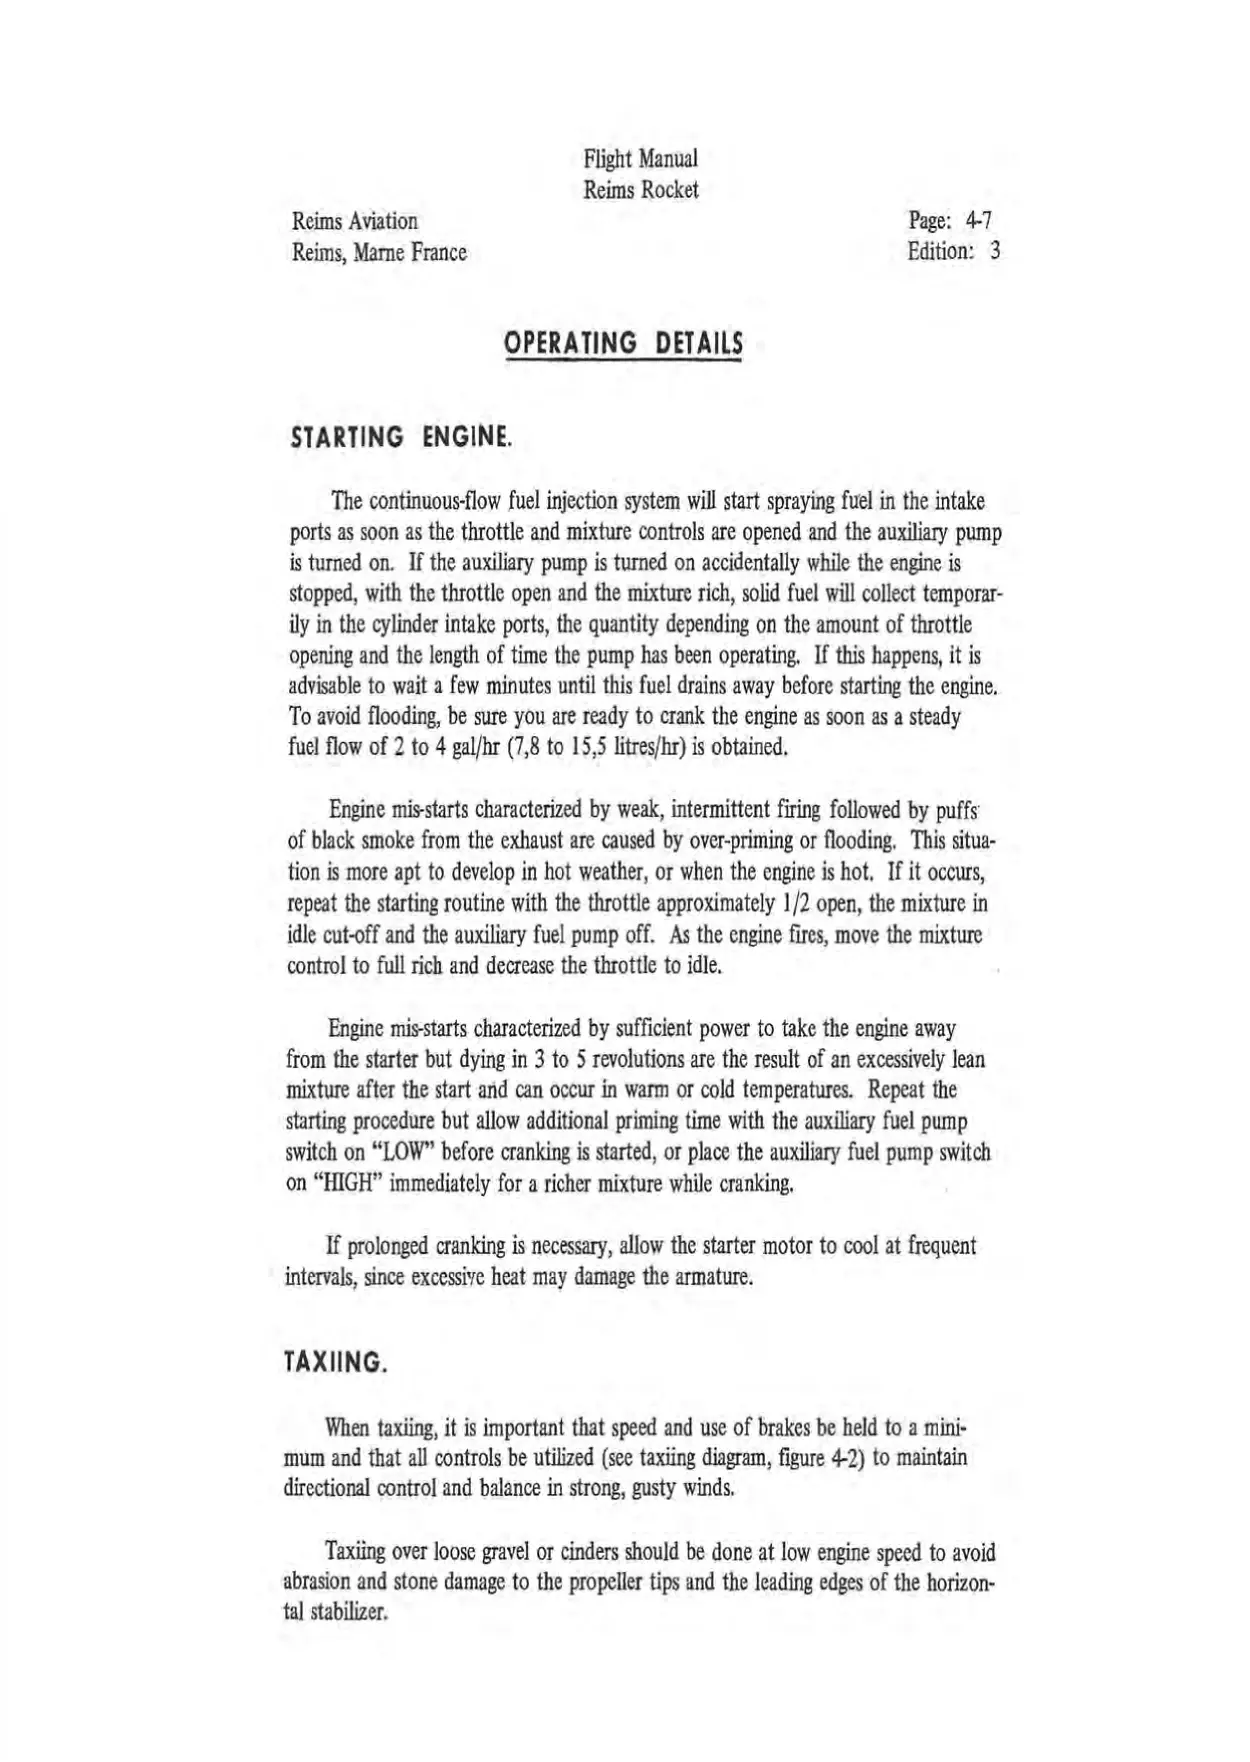 Flight Manual
Reims Rocket
Reims Aviation
Page: 4-7
Reims, Marne France
Edition: 3
OPERATING DETAILS
STARTING ENGINE.
The continuous-flow fuel injection system will start spraying fuel in the intake
ports as soon as the throttle and mixture controls are opened and the auxiliary pump
is turned on. If the auxiliary pump is turned on accidentally while the engine is
stopped, with the throttle open and the mixture rich, solid fuel will collect temporar-
ily in the cylinder intake ports, the quantity depending on the amount of throttle
opening and the length of time the pump has been operating. If this happens, it is
advisable to wait a few minutes until this fuel drains away before starting the engine.
To avoid flooding, be sure you are ready to crank the engine as soon as a steady
fuel flow of 2 to 4 gal/hr (7,8 to 15,5 litres/hr) is obtained.
Engine mis-starts characterized by weak, intermittent firing followed by puffs
of black smoke from the exhaust are caused by over-priming or flooding. This situa-
tion is more apt to develop in hot weather, or when the engine is hot. If it occurs,
repeat the starting routine with the throttle approximately 1/2 open, the mixture in
idle cut-off and the auxiliary fuel pump off. As the engine fires, move the mixture
control to full rich and decrease the throttle to idle.
Engine mis-starts characterized by sufficient power to take the engine away
from the starter but dying in 3 to 5 revolutions are the result of an excessively lean
mixture after the start and can occur in warm or cold temperatures. Repeat the
starting procedure but allow additional priming time with the auxiliary fuel pump
switch on “LOW” before cranking is started, or place the auxiliary fuel pump switch
on “HIGH” immediately for a richer mixture while cranking.
If prolonged cranking is necessary, allow the starter motor to cool at frequent
intervals, since excessive heat may damage the armature.
TAXIING.
When taxiing, it is important that speed and use of brakes be held to a mini-
mum and that all controls be utilized (see taxiing diagram, figure 4-2) to maintain
directional control and balance in strong, gusty winds.
Taxiing over loose gravel or cinders should be done at low engine speed to avoid
abrasion and stone damage to the propeller tips and the leading edges of the horizon-
tal stabilizer.